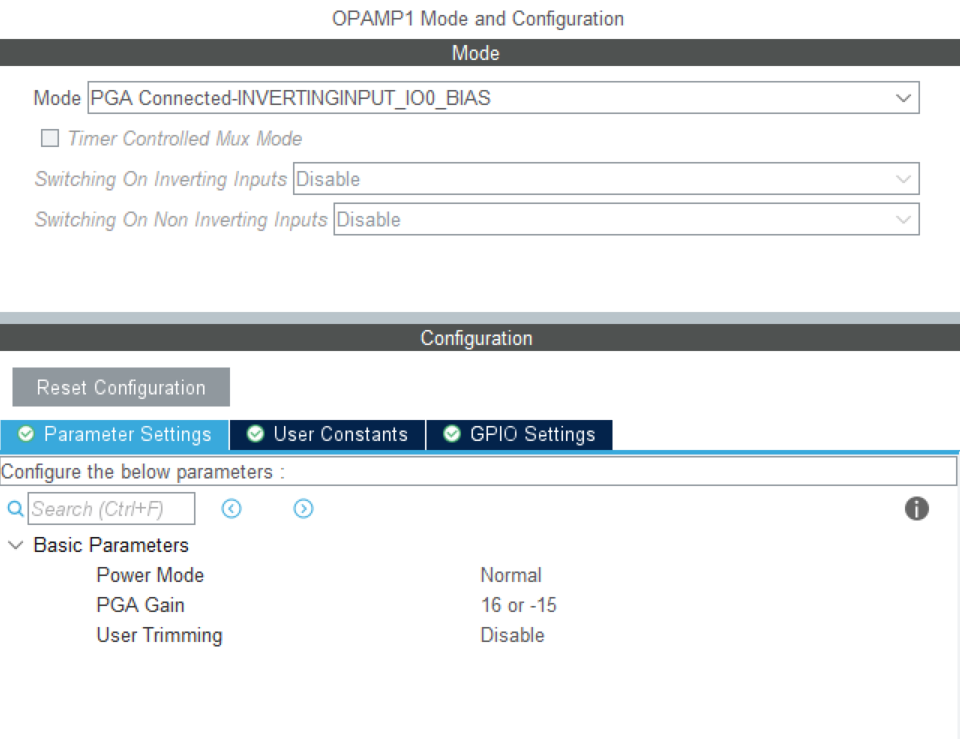 OPAMP1 Mode and Configuration
Mode
Mode PGA Connected-INVERTINGINPUT_IO0_BIAS
Timer Controlled Mux Mode
Switching On Inverting Inputs Disable
Switching On Non Inverting Inputs Disable
Configuration
Reset Configuration
Parameter Settings User Constants GPIO Settings
Configure the below parameters :
Search (Ctrl+F)
Basic Parameters
Power Mode Normal
PGA Gain 16 or -15
User Trimming Disable